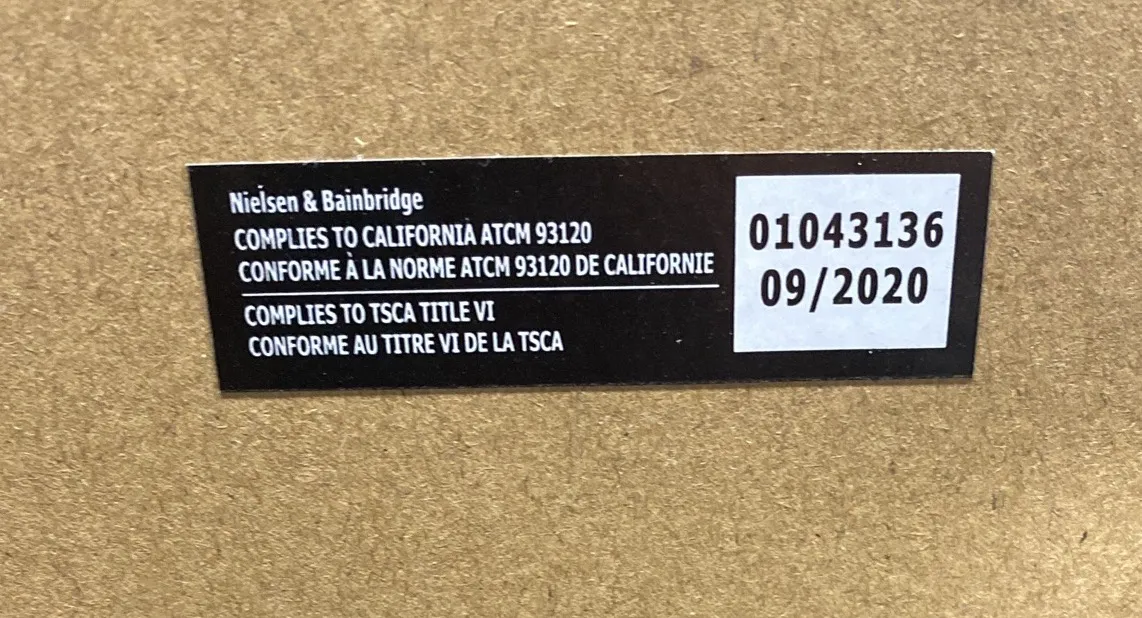 Nielsen & Bainbridge
COMPLIES TO CALIFORNIA ATCM 93120
CONFORME À LA NORME ATCM 93120 DE CALIFORNIE
COMPLIES TO TSCA TITLE VI
CONFORME AU TITRE VI DE LA TSCA
01043136
09/2020